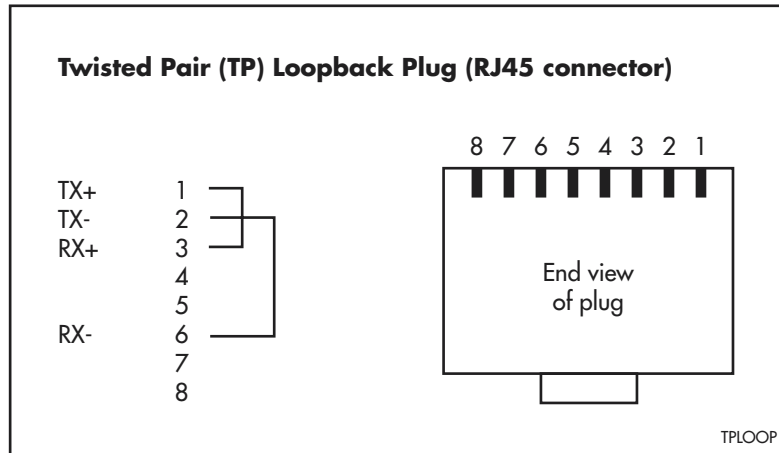 Twisted Pair (TP) Loopback Plug (RJ45 connector)
8 7 6 5 4 3 2 1
TX+ 1
TX- 2
RX+ 3
4
5
RX- 6
7
8
End view
of plug
TPLOOP